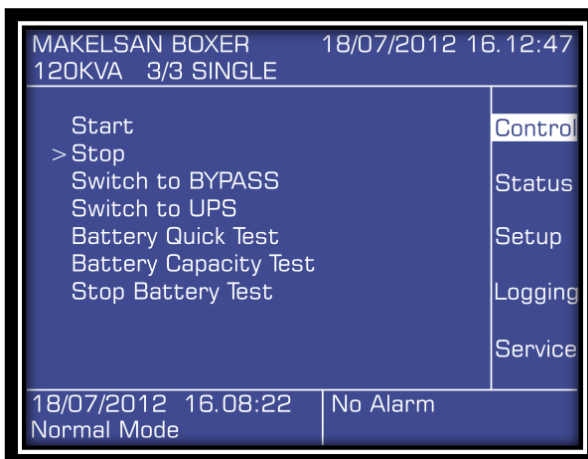 MAKELSAN BOXER 18/07/2012 16.12:47
120KVA 3/3 SINGLE
Start
>Stop
Switch to BYPASS
Switch to UPS
Battery Quick Test
Battery Capacity Test
Stop Battery Test
Control
Status
Setup
Logging
Service
18/07/2012 16.08:22
Normal Mode
No Alarm